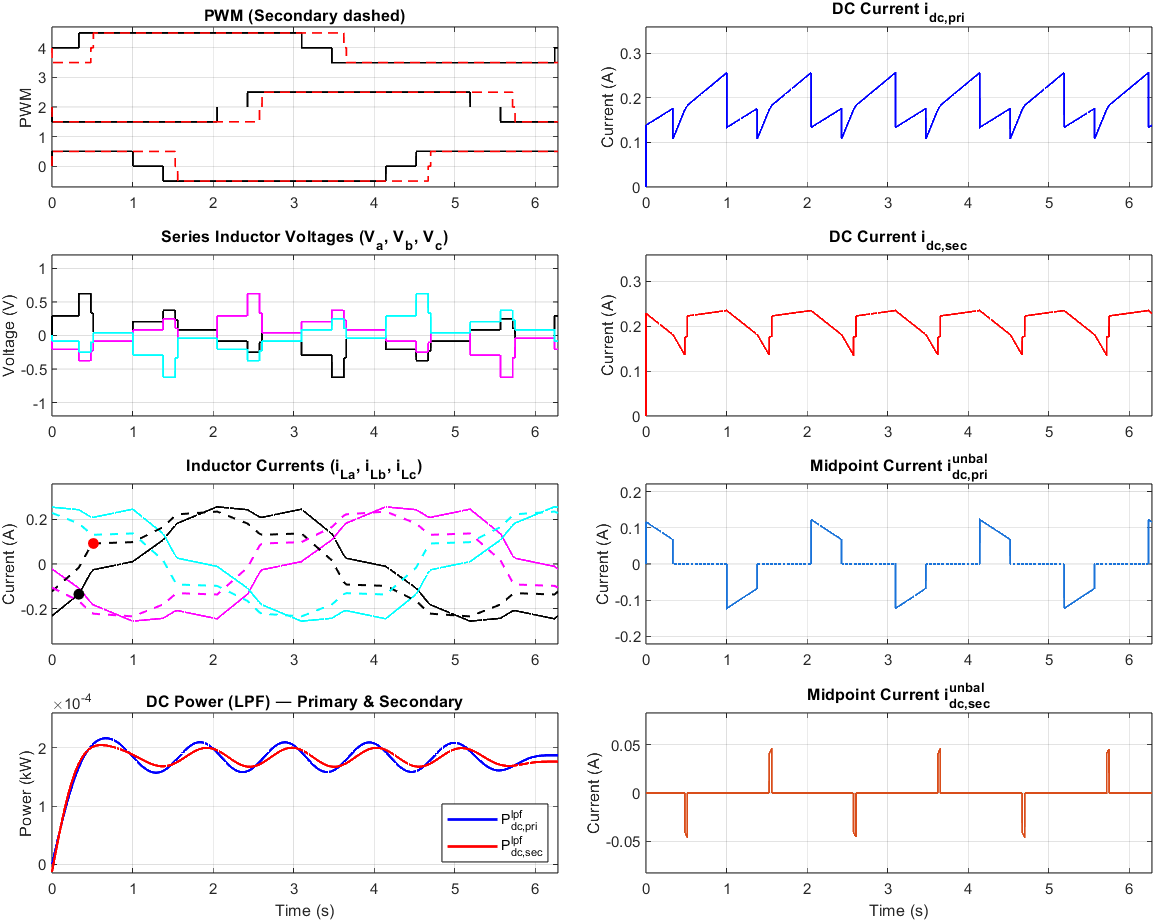 PWM (Secondary dashed)
PWM
4
3
2
1
0
0 1 2 3 4 5 6
DC Current i_dc,pri
Current (A)
0.3
0.2
0.1
0
0 1 2 3 4 5 6
Series Inductor Voltages (V_a, V_b, V_c)
Voltage (V)
1
0.5
0
-0.5
-1
0 1 2 3 4 5 6
DC Current i_dc,sec
Current (A)
0.3
0.2
0.1
0
0 1 2 3 4 5 6
Inductor Currents (i_La, i_Lb, i_Lc)
Current (A)
0.2
0
-0.2
0 1 2 3 4 5 6
Midpoint Current i^unbal_dc,pri
Current (A)
0.2
0.1
0
-0.1
-0.2
0 1 2 3 4 5 6
DC Power (LPF) — Primary & Secondary
×10^-4
Power (kW)
2
1
0
P^lpf_dc,pri
P^lpf_dc,sec
0 1 2 3 4 5 6
Time (s)
Midpoint Current i^unbal_dc,sec
Current (A)
0.05
0
-0.05
0 1 2 3 4 5 6
Time (s)